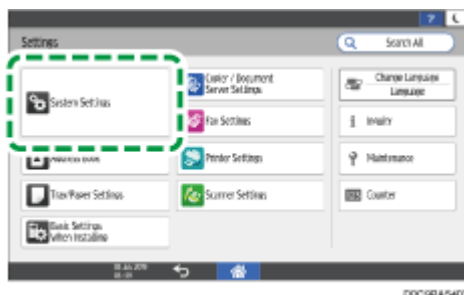 ?
Settings
Search All
System Settings
Copier / Document
Server Settings
Change Language
Language
Fax Settings
Inquiry
Address Book
Printer Settings
Maintenance
Tray/Paper Settings
Scanner Settings
Counter
Basic Settings
When Installing